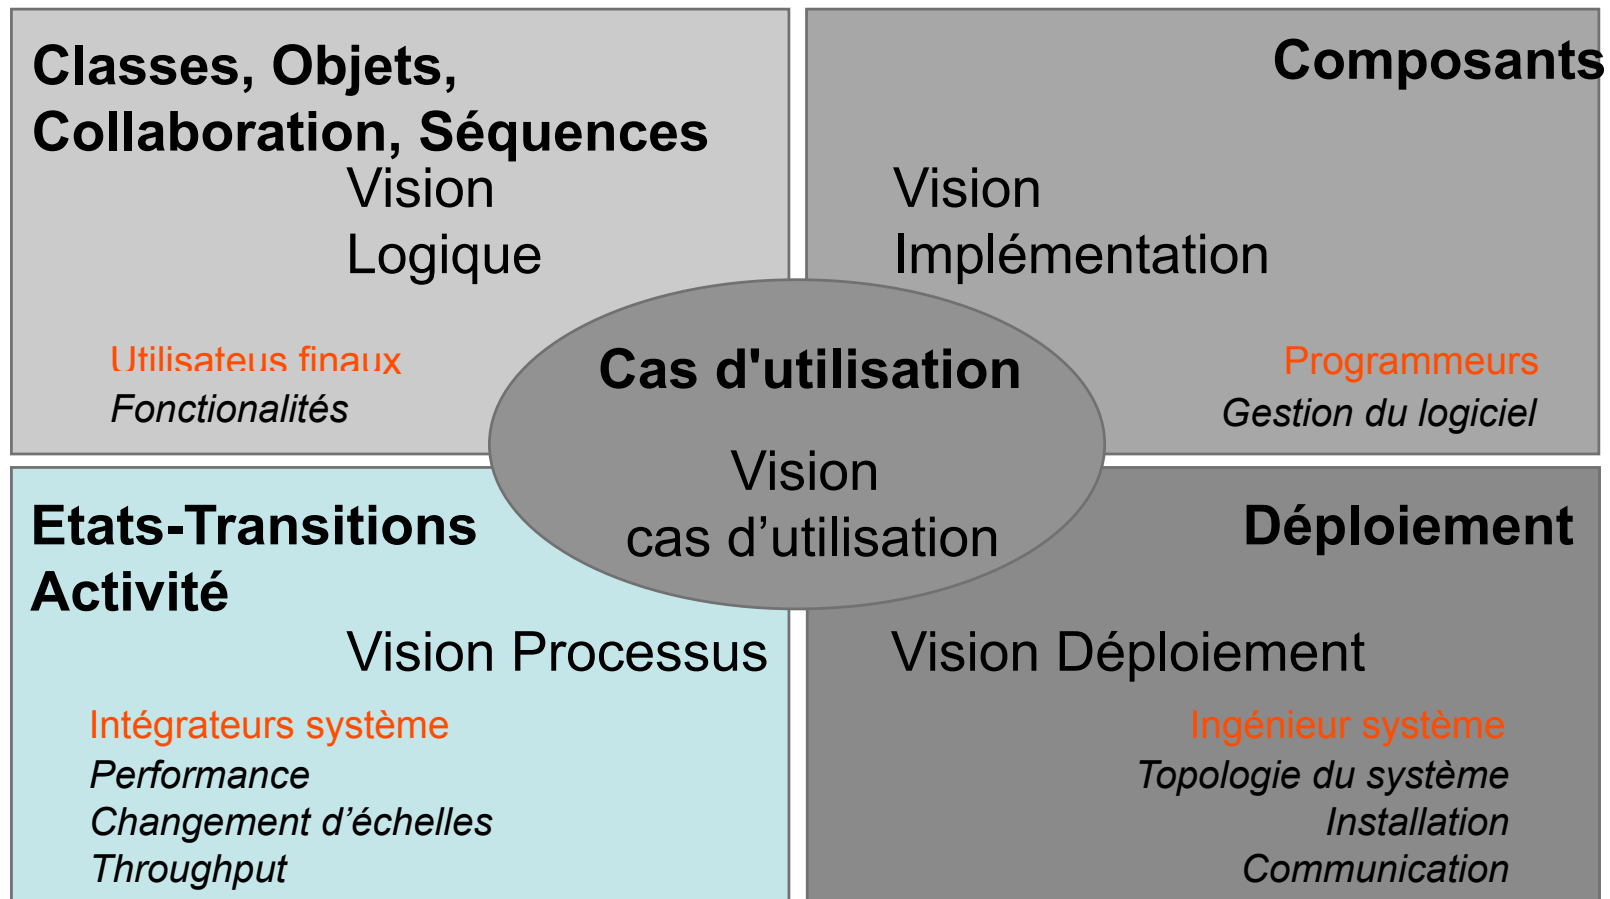 Classes, Objets,
Collaboration, Séquences
Vision
Logique
Utilisateus finaux
Fonctionalités
Composants
Vision
Implémentation
Programmeurs
Gestion du logiciel
Cas d'utilisation
Vision
cas d’utilisation
Etats-Transitions
Activité
Vision Processus
Intégrateurs système
Performance
Changement d’échelles
Throughput
Déploiement
Vision Déploiement
Ingénieur système
Topologie du système
Installation
Communication